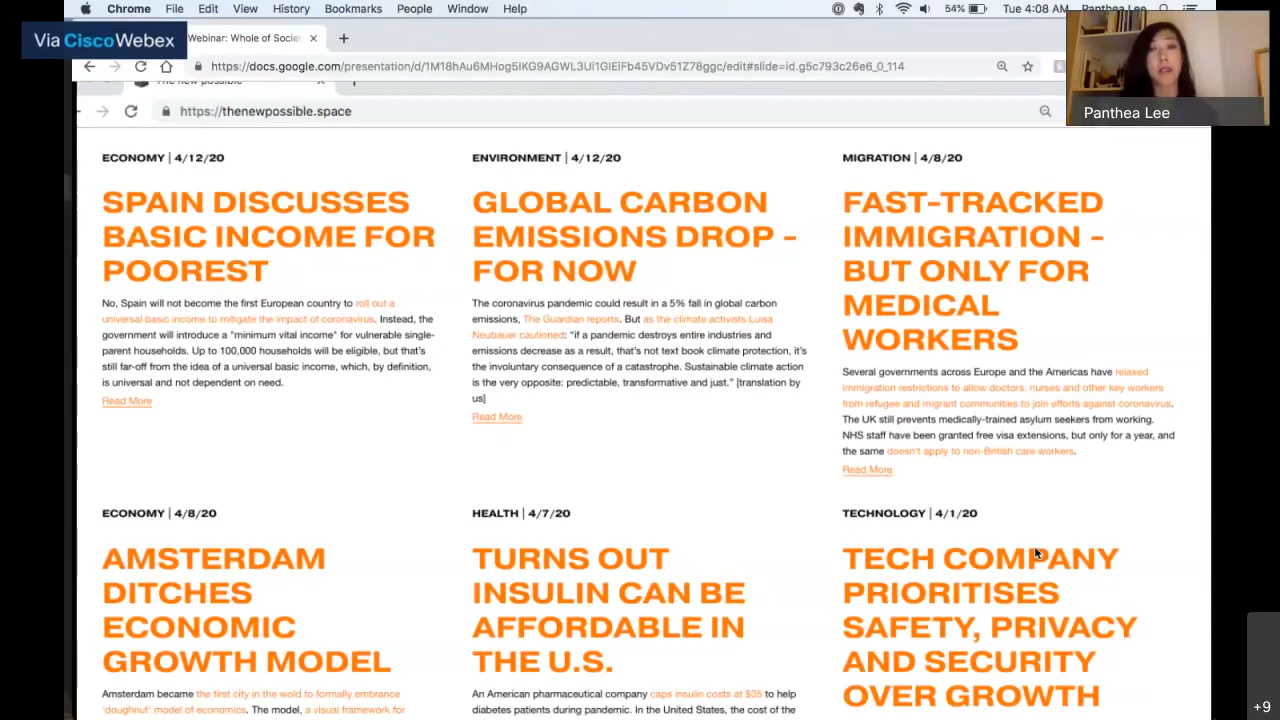 Chrome File Edit View History Bookmarks People Window Help 54% Tue 4:08 AM Panthea Lee
Via Cisco Webex
Webinar: Whole of Socie
https://docs.google.com/presentation/d/
The new possible
https://thenewpossible.space
Panthea Lee
ECONOMY | 4/12/20
SPAIN DISCUSSES
BASIC INCOME FOR
POOREST
No, Spain will not become the first European country to roll out a
universal basic income to mitigate the impact of coronavirus. Instead, the
government will introduce a "minimum vital income" for vulnerable single-
parent households. Up to 100,000 households will be eligible, but that's
still far-off from the idea of a universal basic income, which, by definition,
is universal and not dependent on need.
Read More
ENVIRONMENT | 4/12/20
GLOBAL CARBON
EMISSIONS DROP -
FOR NOW
The coronavirus pandemic could result in a 5% fall in global carbon
emissions, The Guardian reports. But as the climate activists Luisa
Neubauer cautioned: "if a pandemic destroys entire industries and
emissions decrease as a result, that's not text book climate protection, it's
the involuntary consequence of a catastrophe. Sustainable climate action
is the very opposite: predictable, transformative and just." [translation by
us]
Read More
MIGRATION | 4/8/20
FAST-TRACKED
IMMIGRATION -
BUT ONLY FOR
MEDICAL
WORKERS
Several governments across Europe and the Americas have relaxed
immigration restrictions to allow doctors, nurses and other key workers
from refugee and migrant communities to join efforts against coronavirus.
The UK still prevents medically-trained asylum seekers from working.
NHS staff have been granted free visa extensions, but only for a year, and
the same doesn't apply to non-British care workers.
Read More
ECONOMY | 4/8/20
AMSTERDAM
DITCHES
ECONOMIC
GROWTH MODEL
Amsterdam became the first city in the wold to formally embrance
'doughnut' model of economics. The model, a visual framework for
HEALTH | 4/7/20
TURNS OUT
INSULIN CAN BE
AFFORDABLE IN
THE U.S.
An American pharmaceutical company caps insulin costs at $35 to help
diabetes patients during pandemic. In the United States, the cost of the
TECHNOLOGY | 4/1/20
TECH COMPANY
PRIORITISES
SAFETY, PRIVACY
AND SECURITY
OVER GROWTH
+9